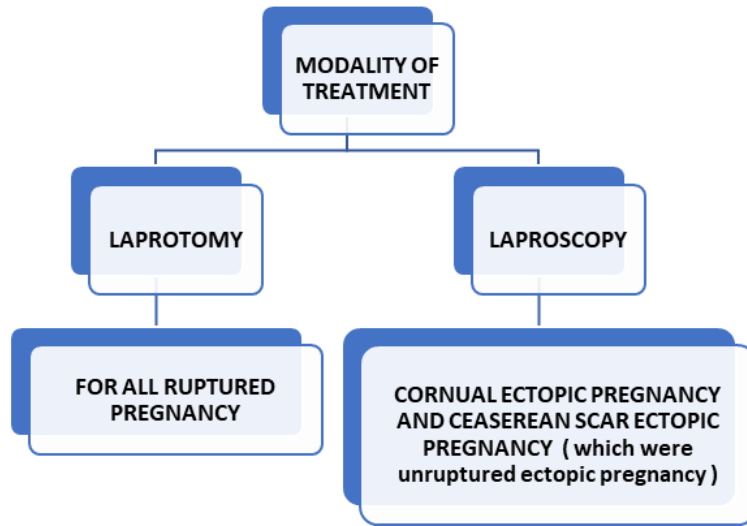 MODALITY OF
TREATMENT
LAPROTOMY
LAPROSCOPY
FOR ALL RUPTURED
PREGNANCY
CORNUAL ECTOPIC PREGNANCY
AND CEASEREAN SCAR ECTOPIC
PREGNANCY ( which were
unruptured ectopic pregnancy )